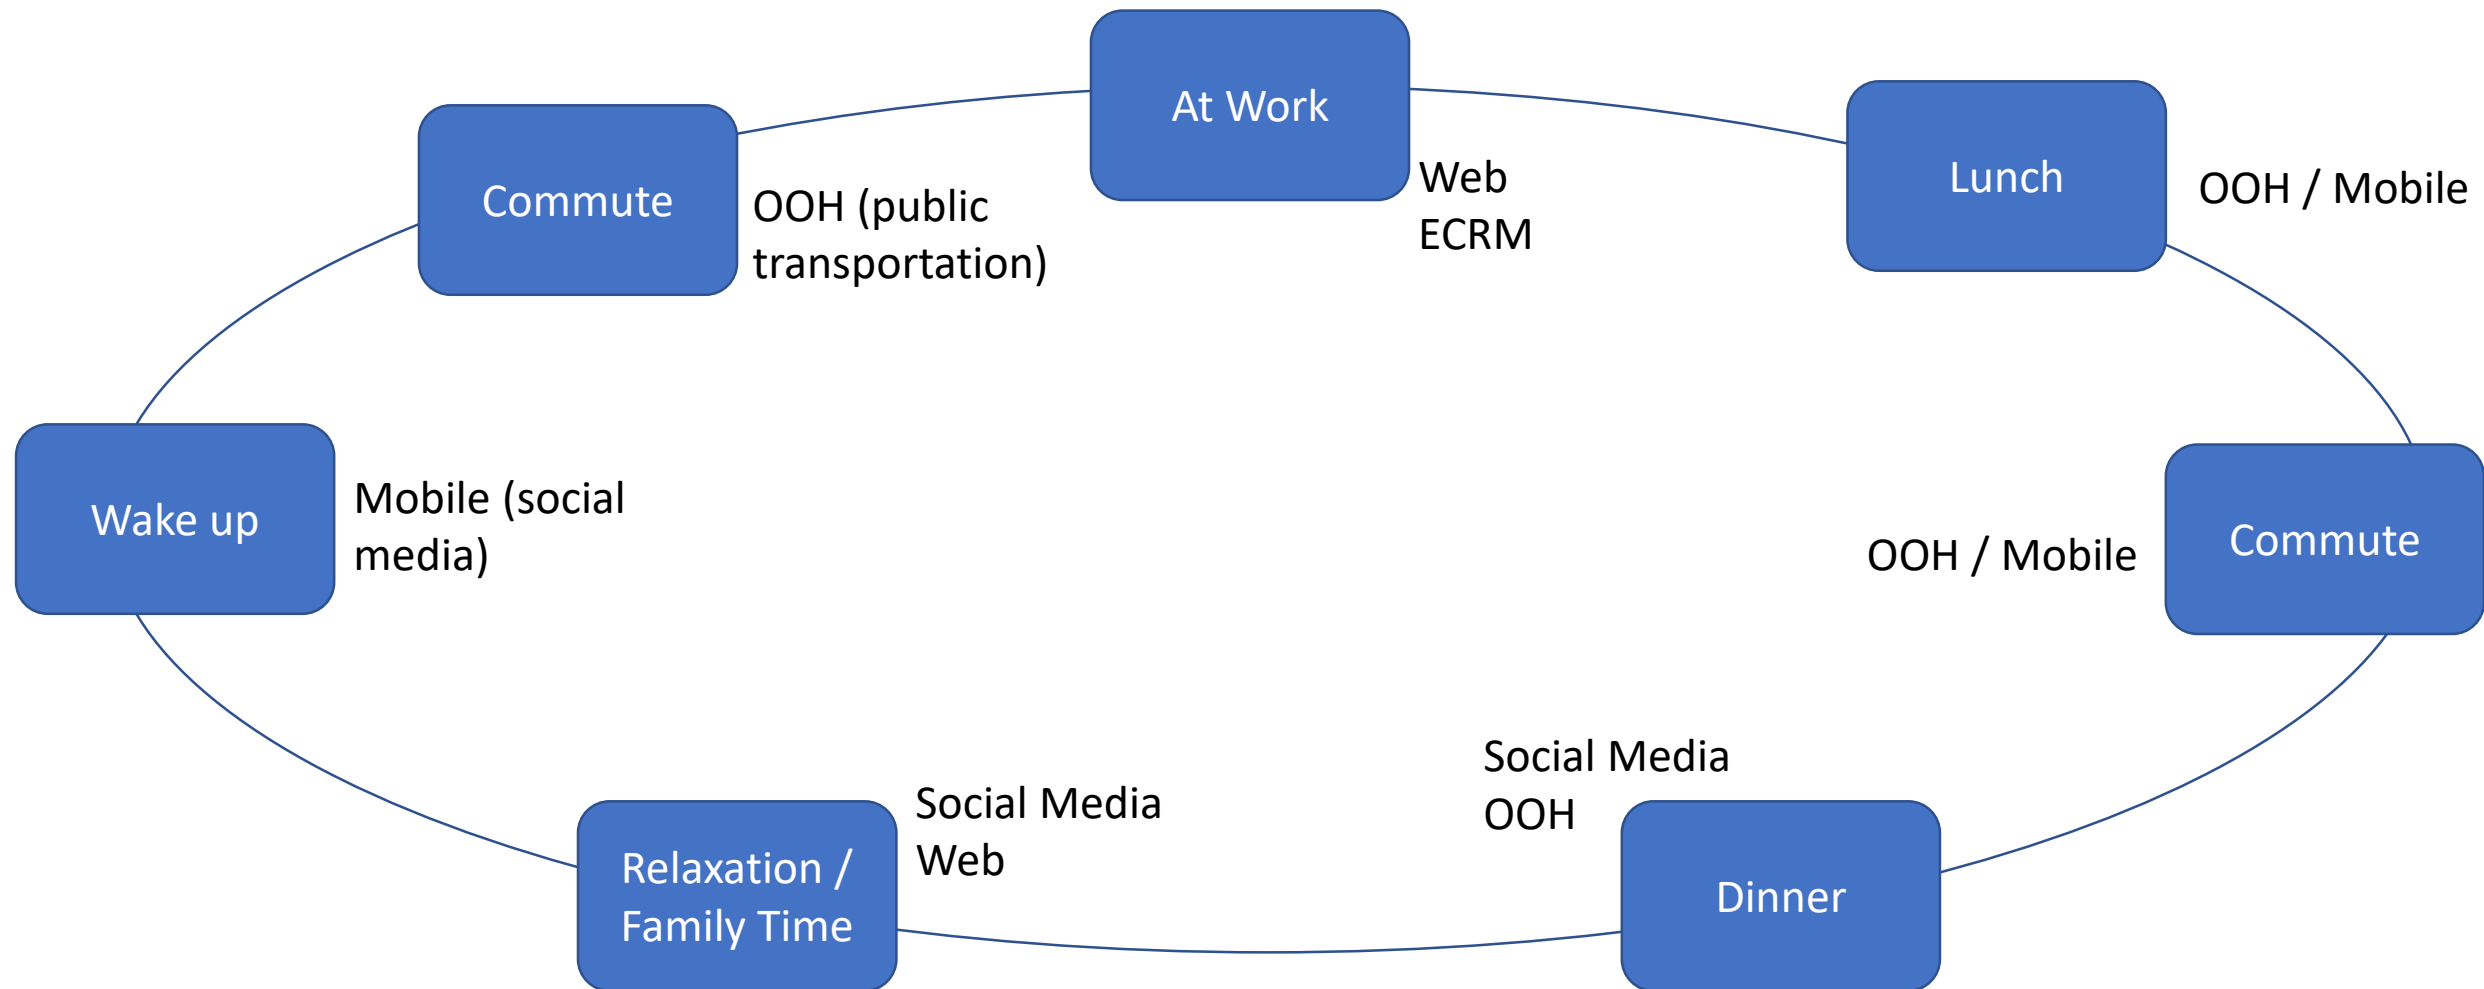 At Work
Web
ECRM
Lunch
OOH / Mobile
Commute
OOH (public
transportation)
Wake up
Mobile (social
media)
OOH / Mobile
Commute
Social Media
OOH
Dinner
Social Media
Web
Relaxation /
Family Time